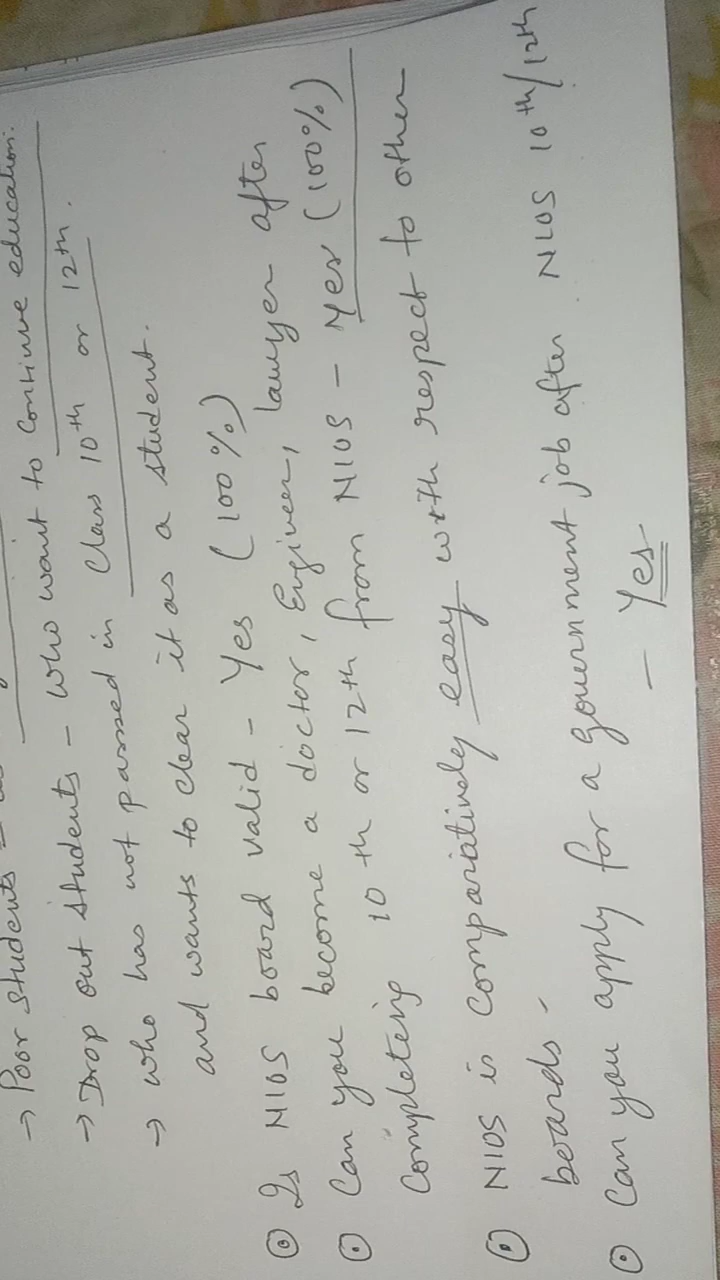 → Poor students
→ Drop out students - who want to continue education.
→ who has not passed in Class 10th or 12th.
and wants to clear it as a student.
⊙ Is NIOS board valid - Yes (100%)
⊙ Can you become a doctor, Engineer, lawyer after
Completing 10th or 12th from NIOS - Yes (100%)
⊙ NIOS is comparatively easy with respect to other
boards.
⊙ Can you apply for a government job after NIOS 10th/12th
- Yes